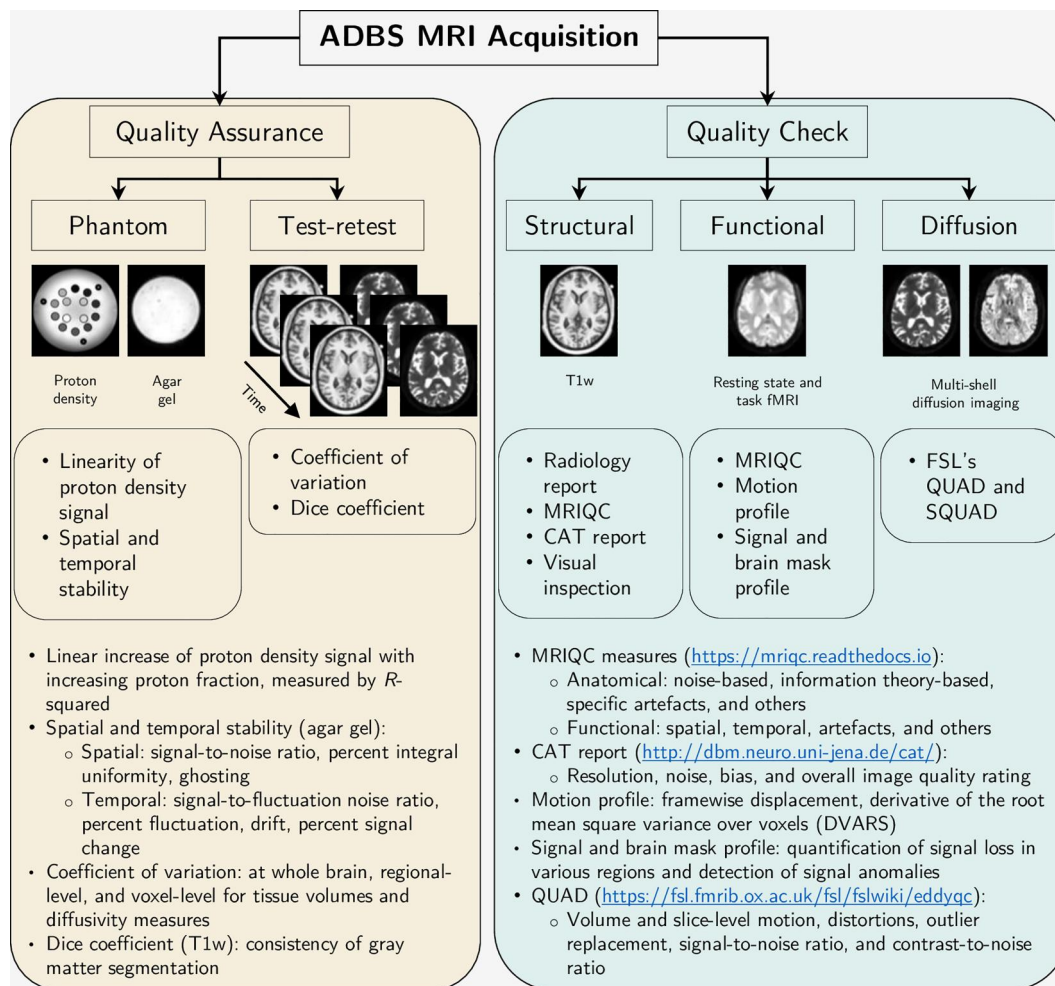 ADBS MRI Acquisition
Quality Assurance
Phantom
Test-retest
Proton
density
Agar
gel
Time
• Linearity of
proton density
signal
• Spatial and
temporal
stability
• Coefficient of
variation
• Dice coefficient
• Linear increase of proton density signal with
increasing proton fraction, measured by R-
squared
• Spatial and temporal stability (agar gel):
○ Spatial: signal-to-noise ratio, percent integral
uniformity, ghosting
○ Temporal: signal-to-fluctuation noise ratio,
percent fluctuation, drift, percent signal
change
• Coefficient of variation: at whole brain, regional-
level, and voxel-level for tissue volumes and
diffusivity measures
• Dice coefficient (T1w): consistency of gray
matter segmentation
Quality Check
Structural
Functional
Diffusion
T1w
Resting state and
task fMRI
Multi-shell
diffusion imaging
• Radiology
report
• MRIQC
• CAT report
• Visual
inspection
• MRIQC
• Motion
profile
• Signal and
brain mask
profile
• FSL's
QUAD and
SQUAD
• MRIQC measures (https://mriqc.readthedocs.io):
○ Anatomical: noise-based, information theory-based,
specific artefacts, and others
○ Functional: spatial, temporal, artefacts, and others
• CAT report (http://dbm.neuro.uni-jena.de/cat/):
○ Resolution, noise, bias, and overall image quality rating
• Motion profile: framewise displacement, derivative of the root
mean square variance over voxels (DVARS)
• Signal and brain mask profile: quantification of signal loss in
various regions and detection of signal anomalies
• QUAD (https://fsl.fmrib.ox.ac.uk/fsl/fslwiki/eddyqc):
○ Volume and slice-level motion, distortions, outlier
replacement, signal-to-noise ratio, and contrast-to-noise
ratio